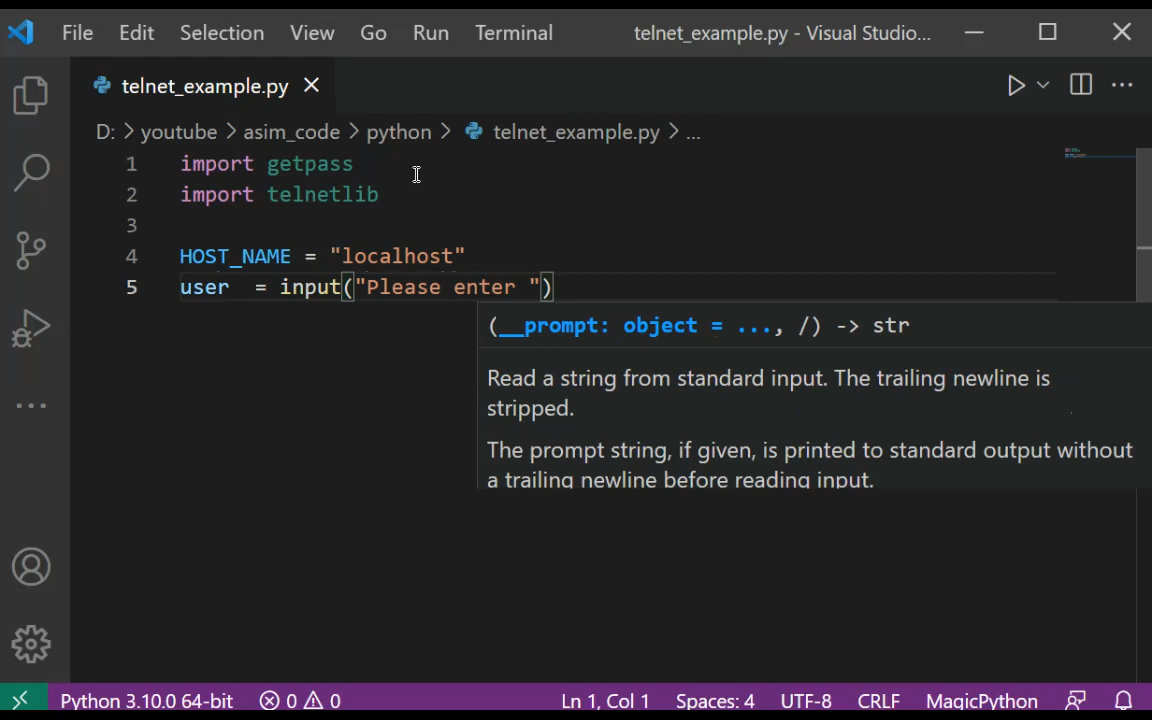 File Edit Selection View Go Run Terminal telnet_example.py - Visual Studio...
telnet_example.py
D: > youtube > asim_code > python > telnet_example.py > ...
1 import getpass
2 import telnetlib
3
4 HOST_NAME = "localhost"
5 user  = input("Please enter ")
(__prompt: object = ..., /) -> str
Read a string from standard input. The trailing newline is
stripped.
The prompt string, if given, is printed to standard output without
a trailing newline before reading input.
Python 3.10.0 64-bit 0 0 Ln 1, Col 1 Spaces: 4 UTF-8 CRLF MagicPython